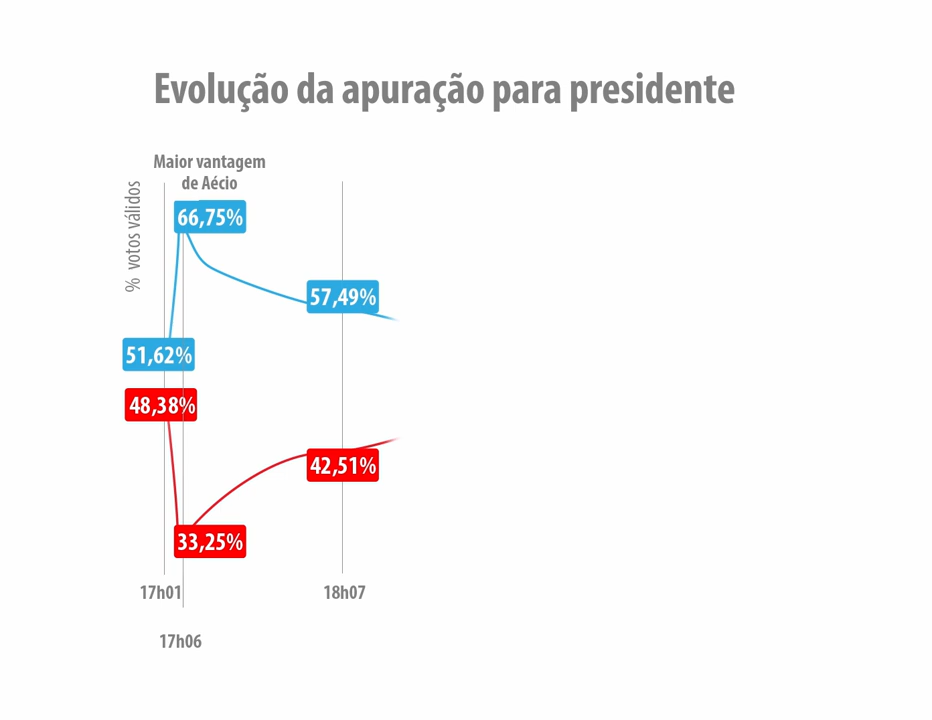 Evolução da apuração para presidente
Maior vantagem
de Aécio
% votos válidos
66,75%
57,49%
51,62%
48,38%
42,51%
33,25%
17h01
18h07
17h06